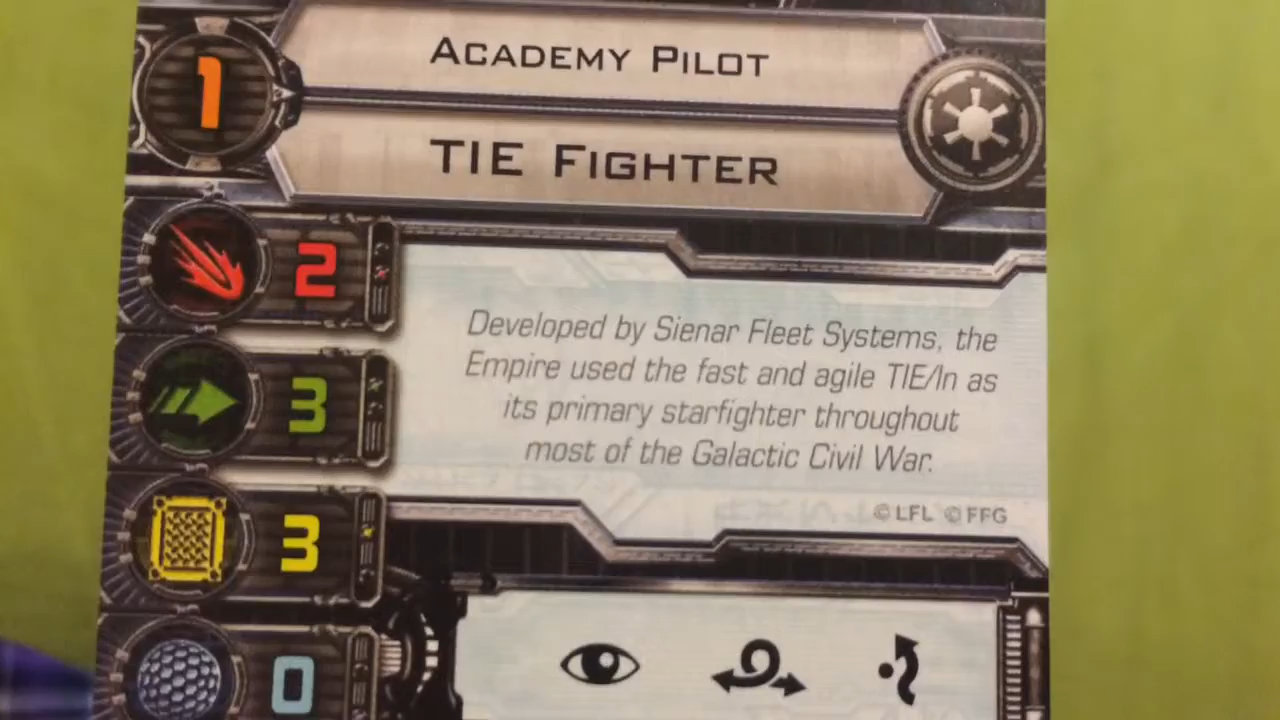 1
ACADEMY PILOT
TIE FIGHTER
2
Developed by Sienar Fleet Systems, the
Empire used the fast and agile TIE/ln as
its primary starfighter throughout
most of the Galactic Civil War.
3
©LFL ©FFG
3
0